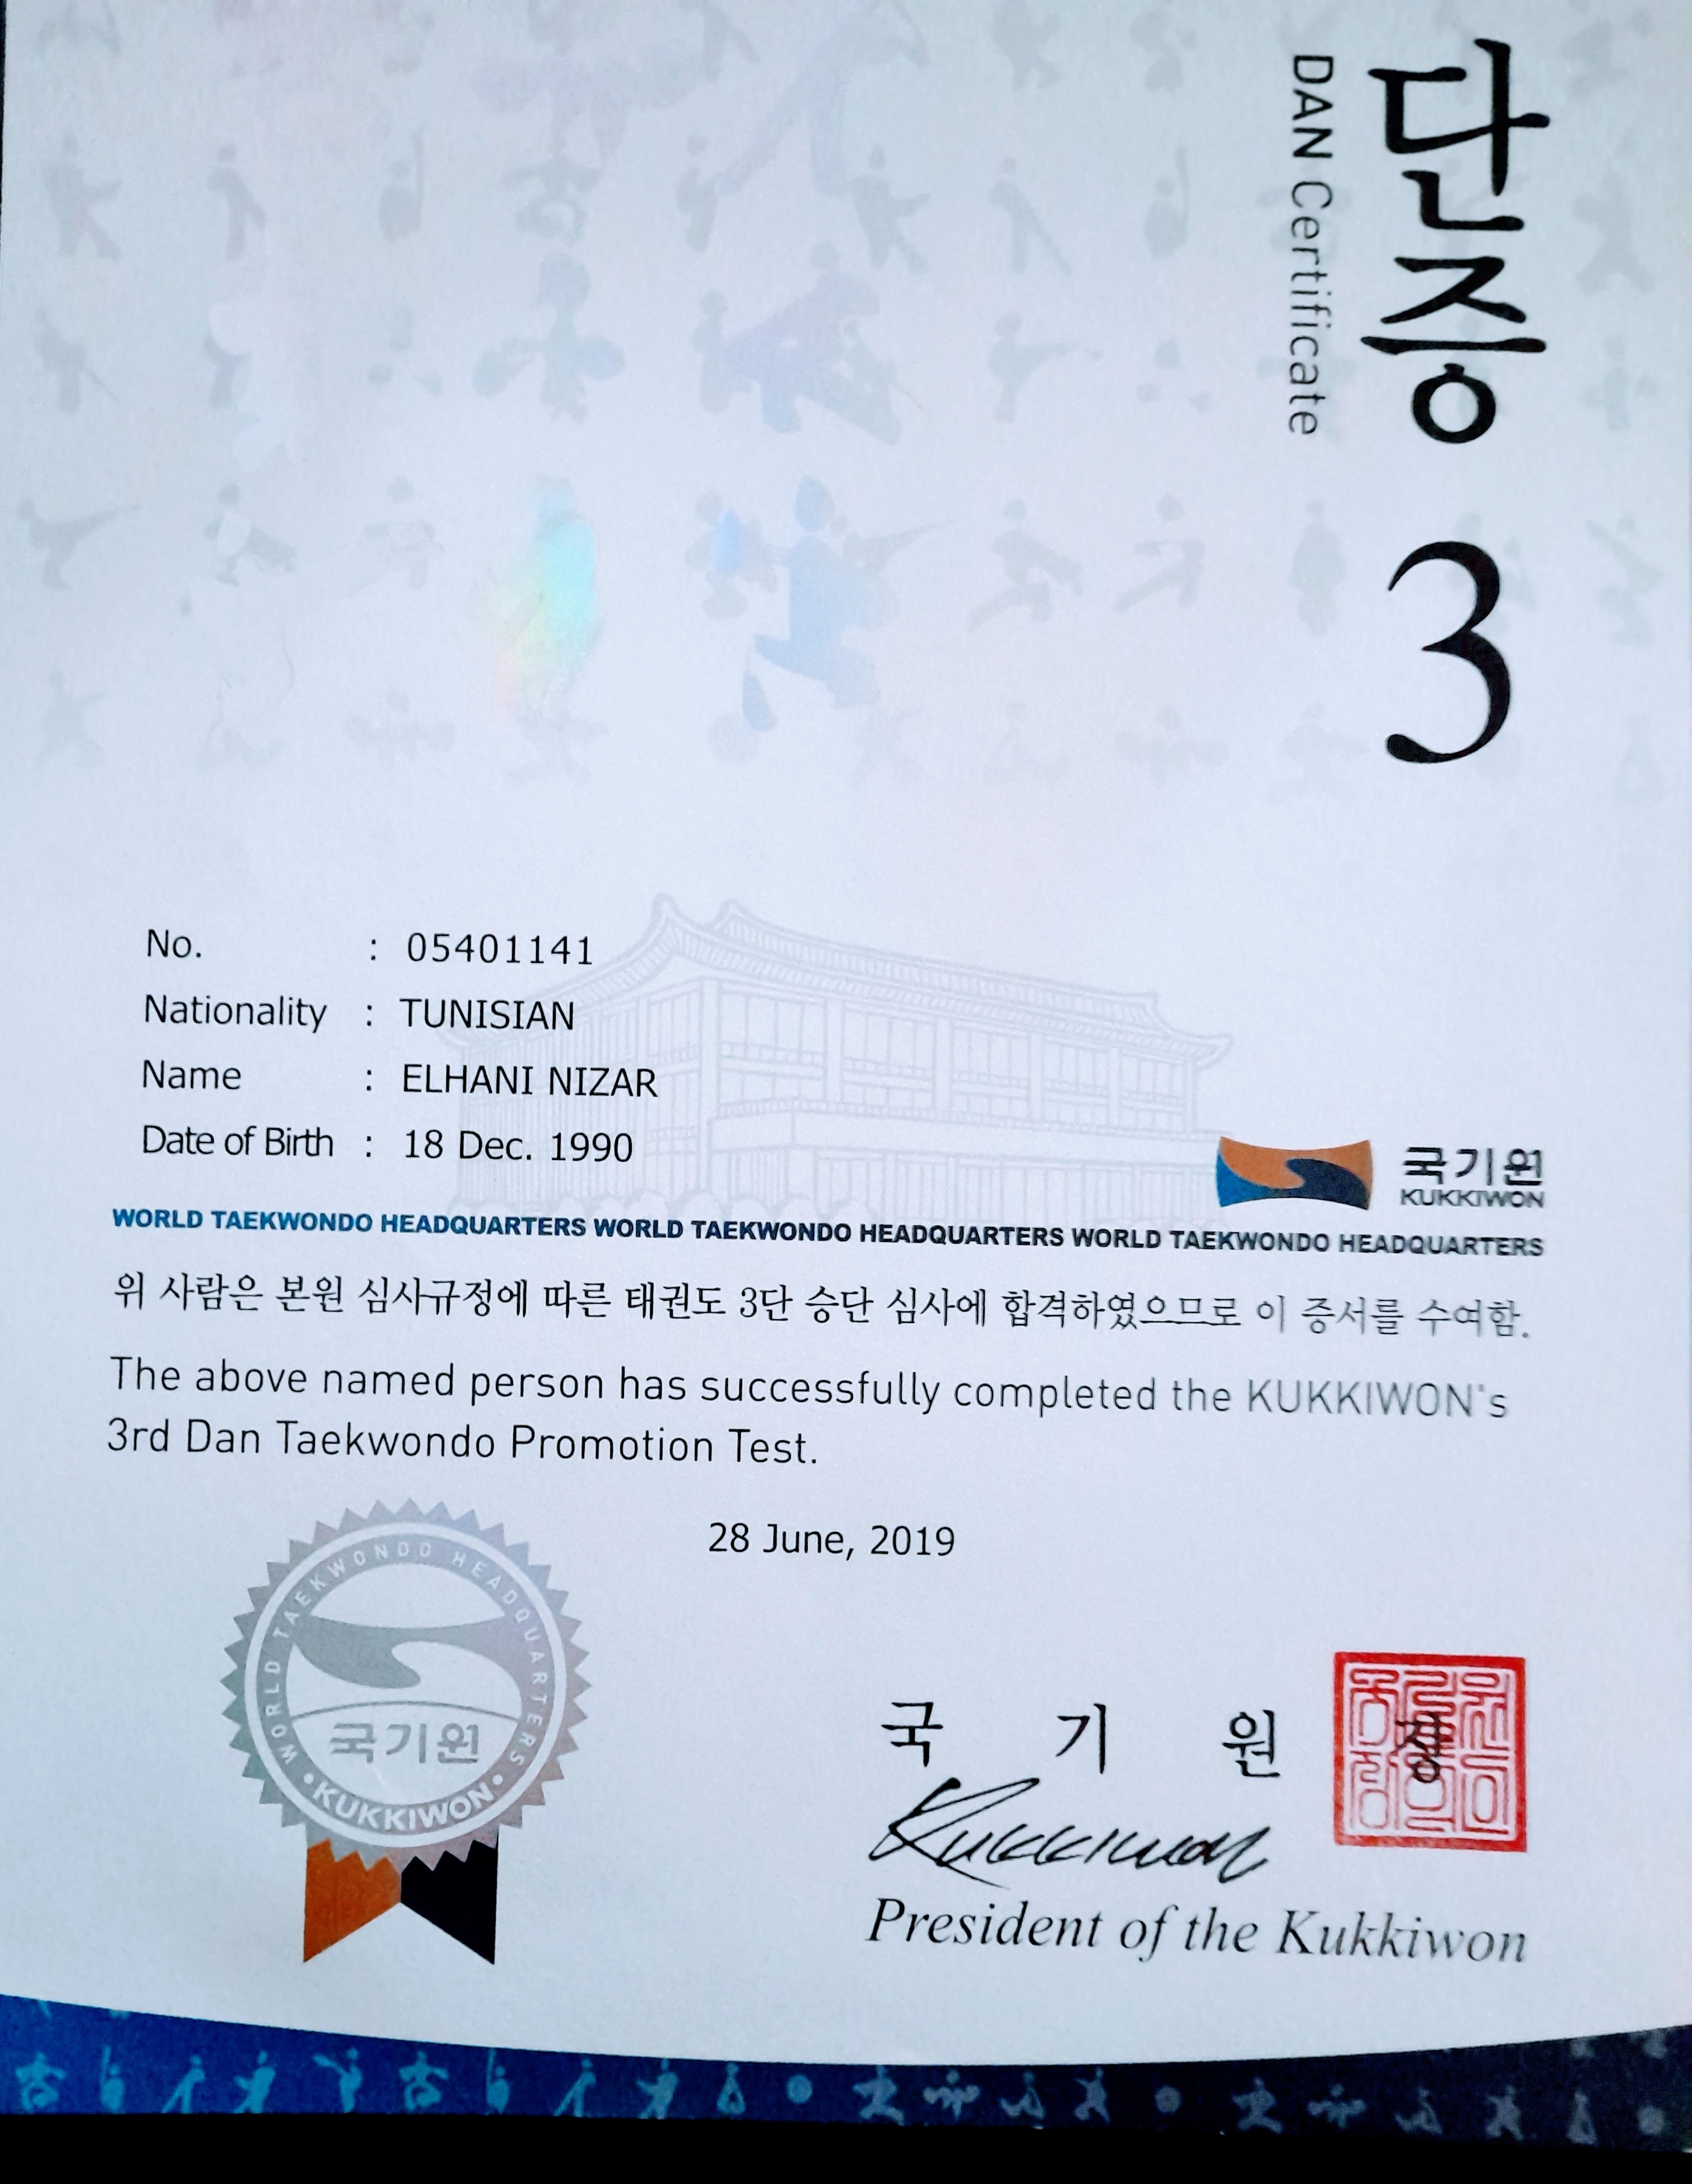 단증
DAN Certificate
3
No. : 05401141
Nationality : TUNISIAN
Name : ELHANI NIZAR
Date of Birth : 18 Dec. 1990
국기원
KUKKIWON
WORLD TAEKWONDO HEADQUARTERS WORLD TAEKWONDO HEADQUARTERS WORLD TAEKWONDO HEADQUARTERS
위 사람은 본원 심사규정에 따른 태권도 3단 승단 심사에 합격하였으므로 이 증서를 수여함.
The above named person has successfully completed the KUKKIWON's
3rd Dan Taekwondo Promotion Test.
28 June, 2019
WORLD TAEKWONDO HEADQUARTERS
국기원
•KUKKIWON•
국 기 원 장
Kukkiwon
President of the Kukkiwon